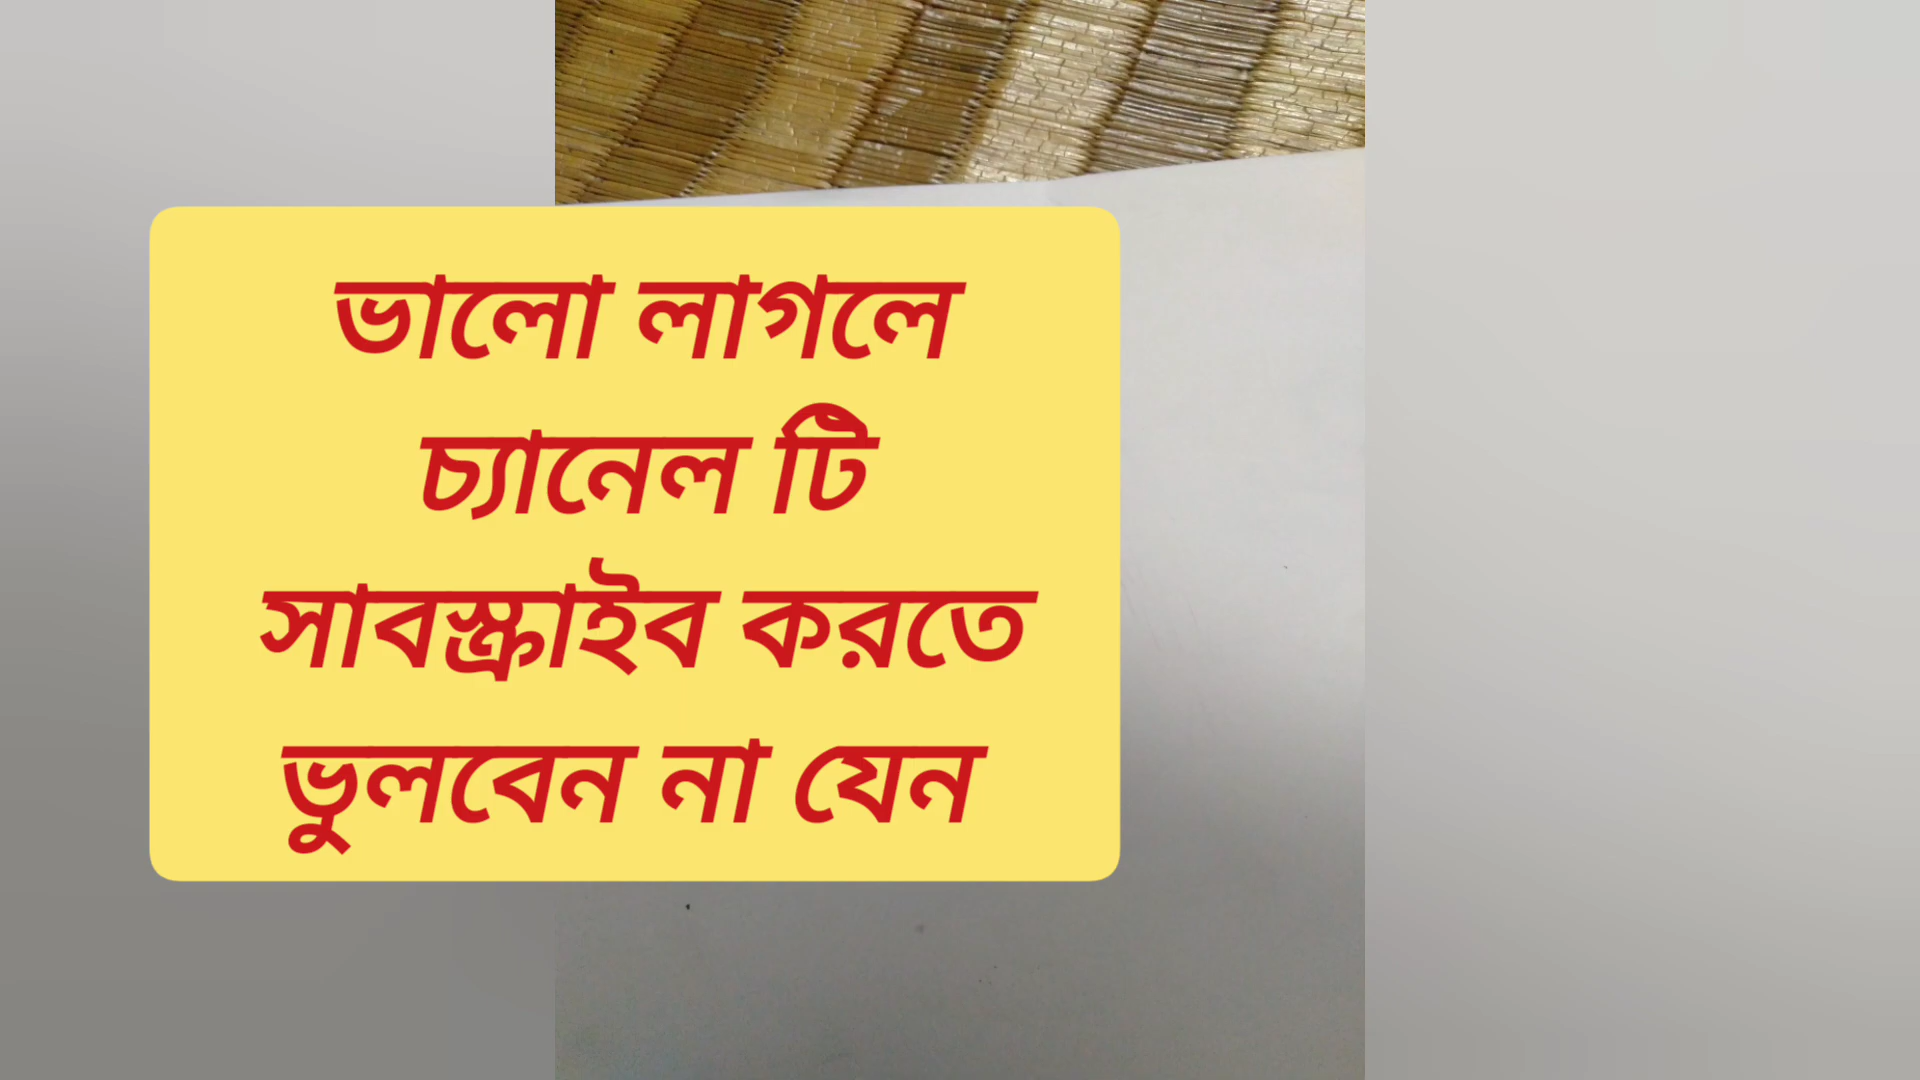 ভালো লাগলে
চ্যানেল টি
সাবস্ক্রাইব করতে
ভুলবেন না যেন